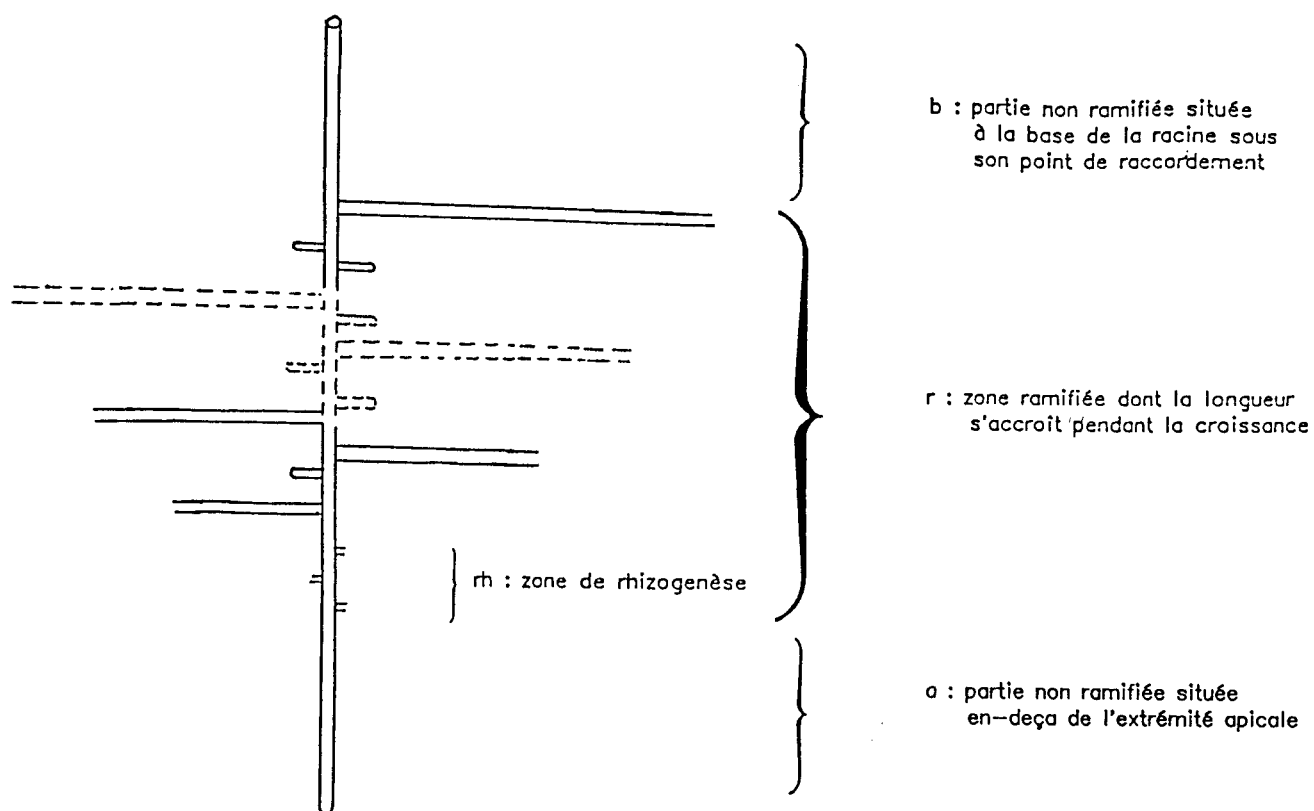 b : partie non ramifiée située
à la base de la racine sous
son point de raccordement
r : zone ramifiée dont la longueur
s'accroit pendant la croissance
rh : zone de rhizogenèse
a : partie non ramifiée située
en-deça de l'extrémité apicale